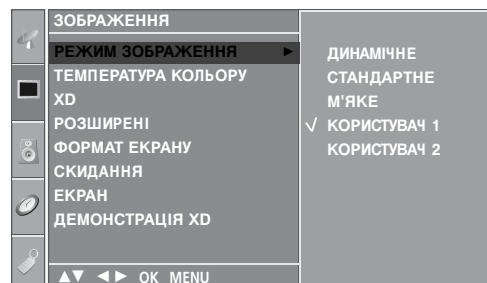 ЗОБРАЖЕННЯ
РЕЖИМ ЗОБРАЖЕННЯ ►
ТЕМПЕРАТУРА КОЛЬОРУ
XD
РОЗШИРЕНІ
ФОРМАТ ЕКРАНУ
СКИДАННЯ
ЕКРАН
ДЕМОНСТРАЦІЯ XD
ДИНАМІЧНЕ
СТАНДАРТНЕ
М'ЯКЕ
√ КОРИСТУВАЧ 1
КОРИСТУВАЧ 2
▲▼ ◄► OK MENU